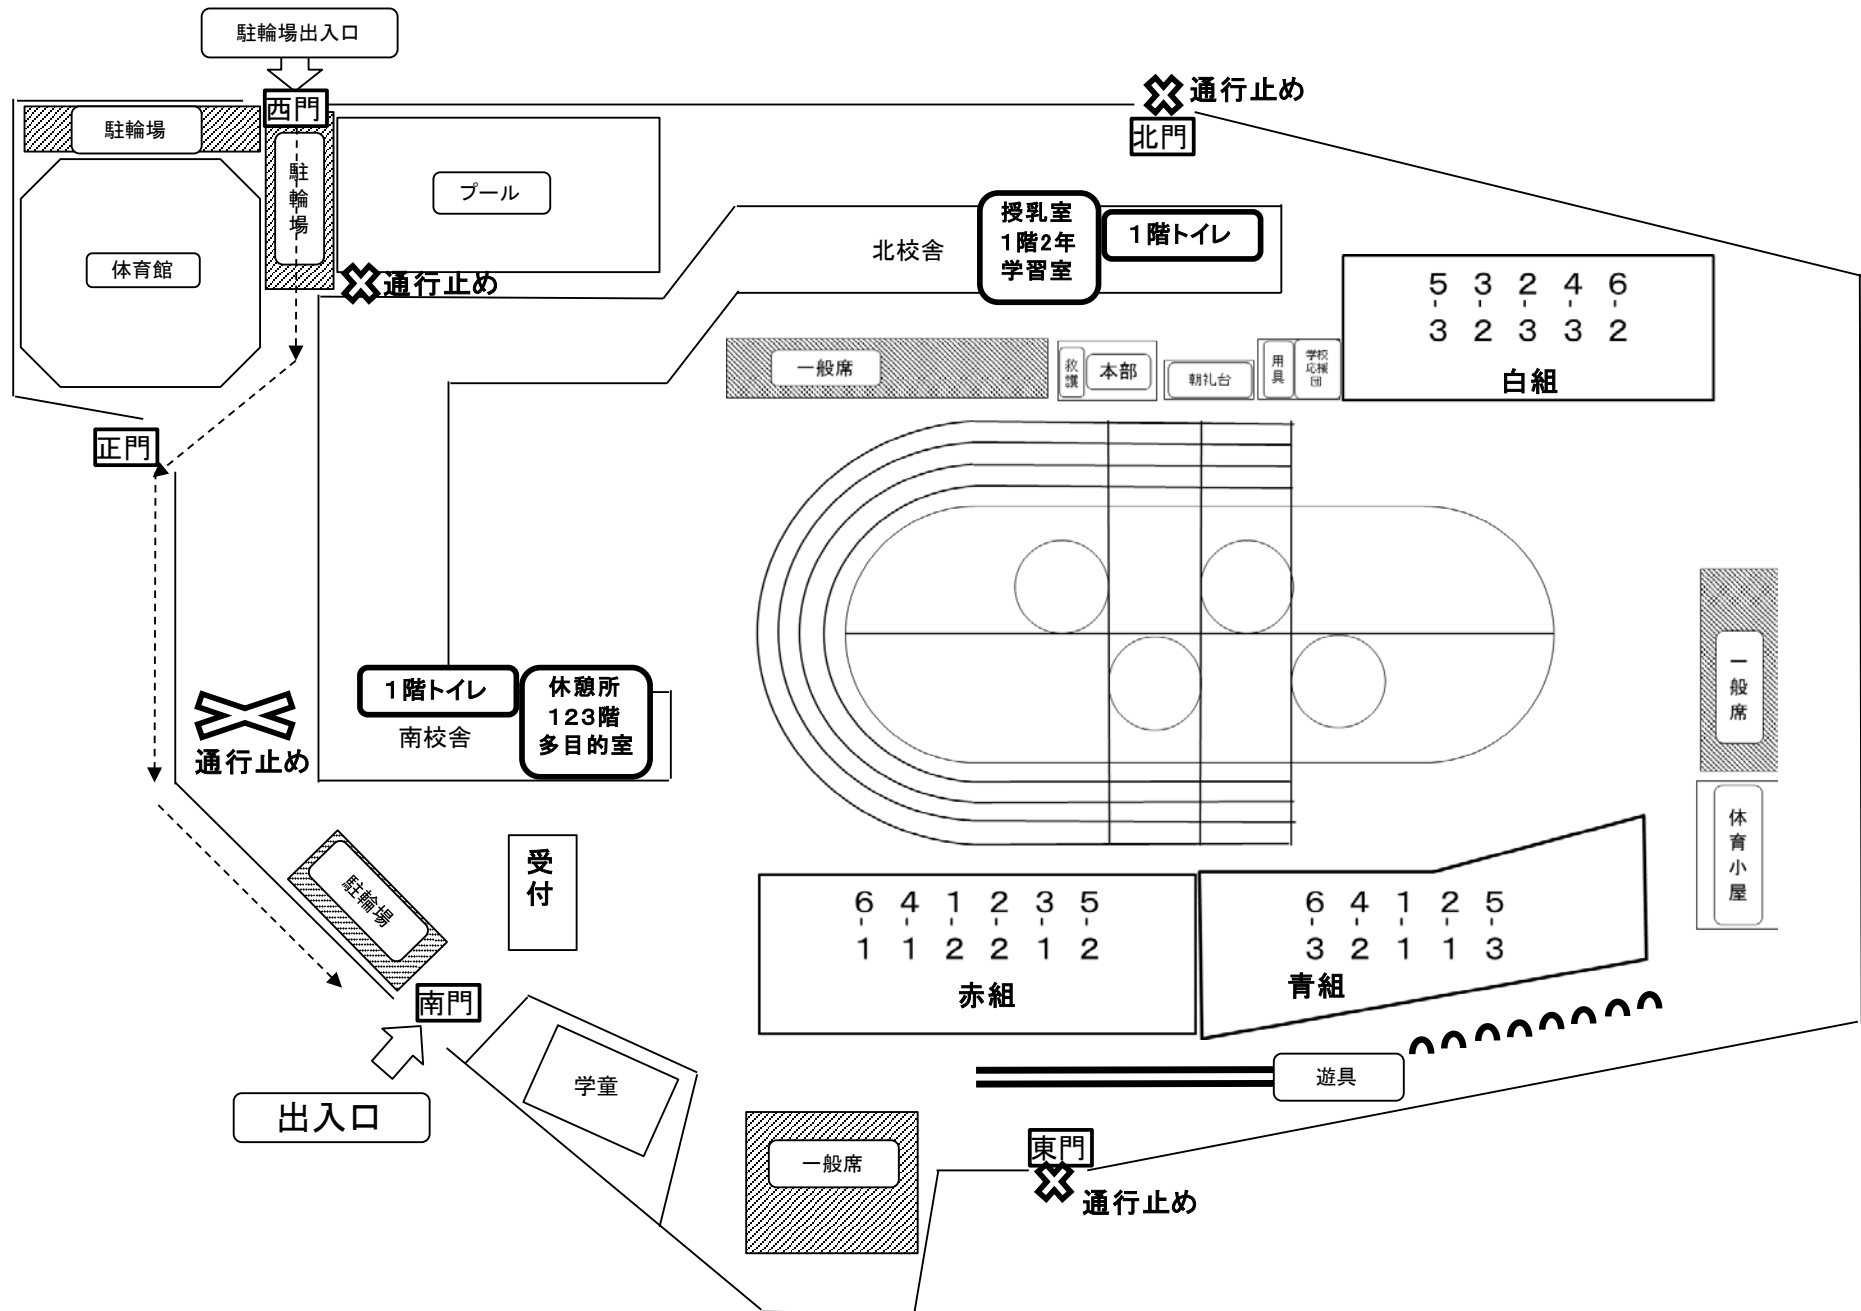 駐輪場出入口
西門
通行止め
北門
駐輪場
駐輪場
プール
体育館
通行止め
北校舎
授乳室
1階2年
学習室
1階トイレ
5 3 2 4 6
- - - - -
3 2 3 3 2
白組
一般席
救護
本部
朝礼台
用具
学校
応援
団
正門
1階トイレ
休憩所
123階
多目的室
南校舎
通行止め
一般席
体育小屋
駐輪場
受付
6 4 1 2 3 5
- - - - - -
1 1 2 2 1 2
赤組
6 4 1 2 5
- - - - -
3 2 1 1 3
青組
南門
出入口
学童
遊具
一般席
東門
通行止め